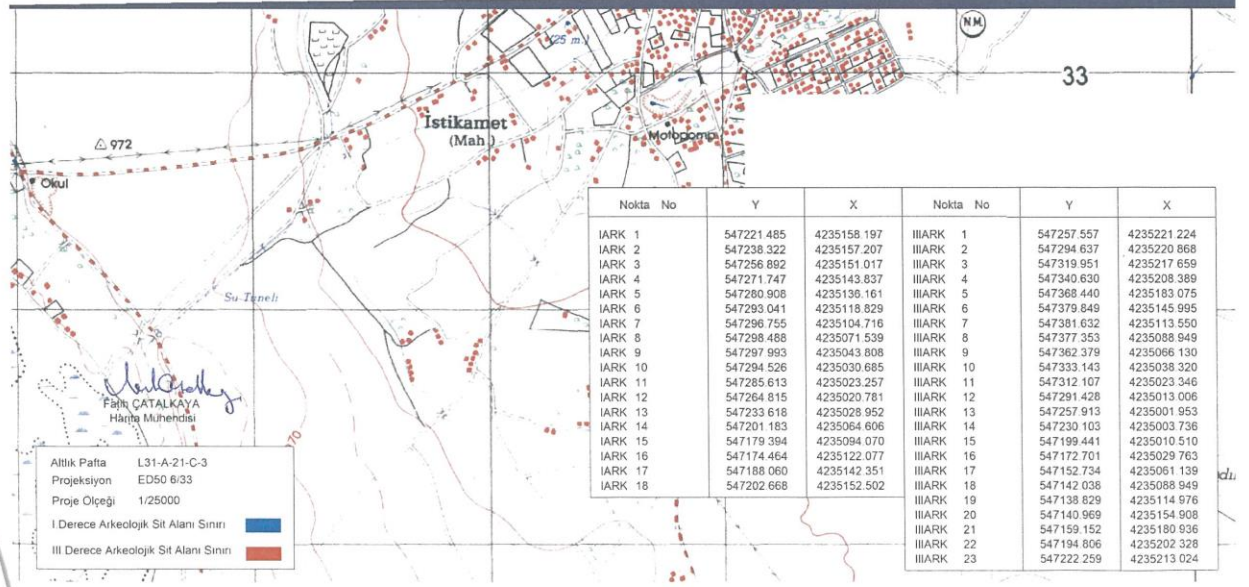 N.M.
(25 m.)
33
İstikamet
(Mah.)
Motopomp
△ 972
Okul
Su Tüneli
Fatih ÇATALKAYA
Harita Mühendisi
Altlık Pafta L31-A-21-C-3
Projeksiyon ED50 6/33
Proje Ölçeği 1/25000
I.Derece Arkeolojik Sit Alanı Sınırı
III.Derece Arkeolojik Sit Alanı Sınırı
Nokta No Y X Nokta No Y X
IARK 1 547221.485 4235158.197 IIIARK 1 547257.557 4235221.224
IARK 2 547238.322 4235157.207 IIIARK 2 547294.637 4235220.868
IARK 3 547256.892 4235151.017 IIIARK 3 547319.951 4235217.659
IARK 4 547271.747 4235143.837 IIIARK 4 547340.630 4235208.389
IARK 5 547280.908 4235136.161 IIIARK 5 547368.440 4235183.075
IARK 6 547293.041 4235118.829 IIIARK 6 547379.849 4235145.995
IARK 7 547296.755 4235104.716 IIIARK 7 547381.632 4235113.550
IARK 8 547298.488 4235071.539 IIIARK 8 547377.353 4235088.949
IARK 9 547297.993 4235043.808 IIIARK 9 547362.379 4235066.130
IARK 10 547294.526 4235030.685 IIIARK 10 547333.143 4235038.320
IARK 11 547285.613 4235023.257 IIIARK 11 547312.107 4235023.346
IARK 12 547264.815 4235020.781 IIIARK 12 547291.428 4235013.006
IARK 13 547233.618 4235028.952 IIIARK 13 547257.913 4235001.953
IARK 14 547201.183 4235064.606 IIIARK 14 547230.103 4235003.736
IARK 15 547179.394 4235094.070 IIIARK 15 547199.441 4235010.510
IARK 16 547174.464 4235122.077 IIIARK 16 547172.701 4235029.763
IARK 17 547188.060 4235142.351 IIIARK 17 547152.734 4235061.139
IARK 18 547202.668 4235152.502 IIIARK 18 547142.038 4235088.949
IIIARK 19 547138.829 4235114.976
IIIARK 20 547140.969 4235154.908
IIIARK 21 547159.152 4235180.936
IIIARK 22 547194.806 4235202.328
IIIARK 23 547222.259 4235213.024